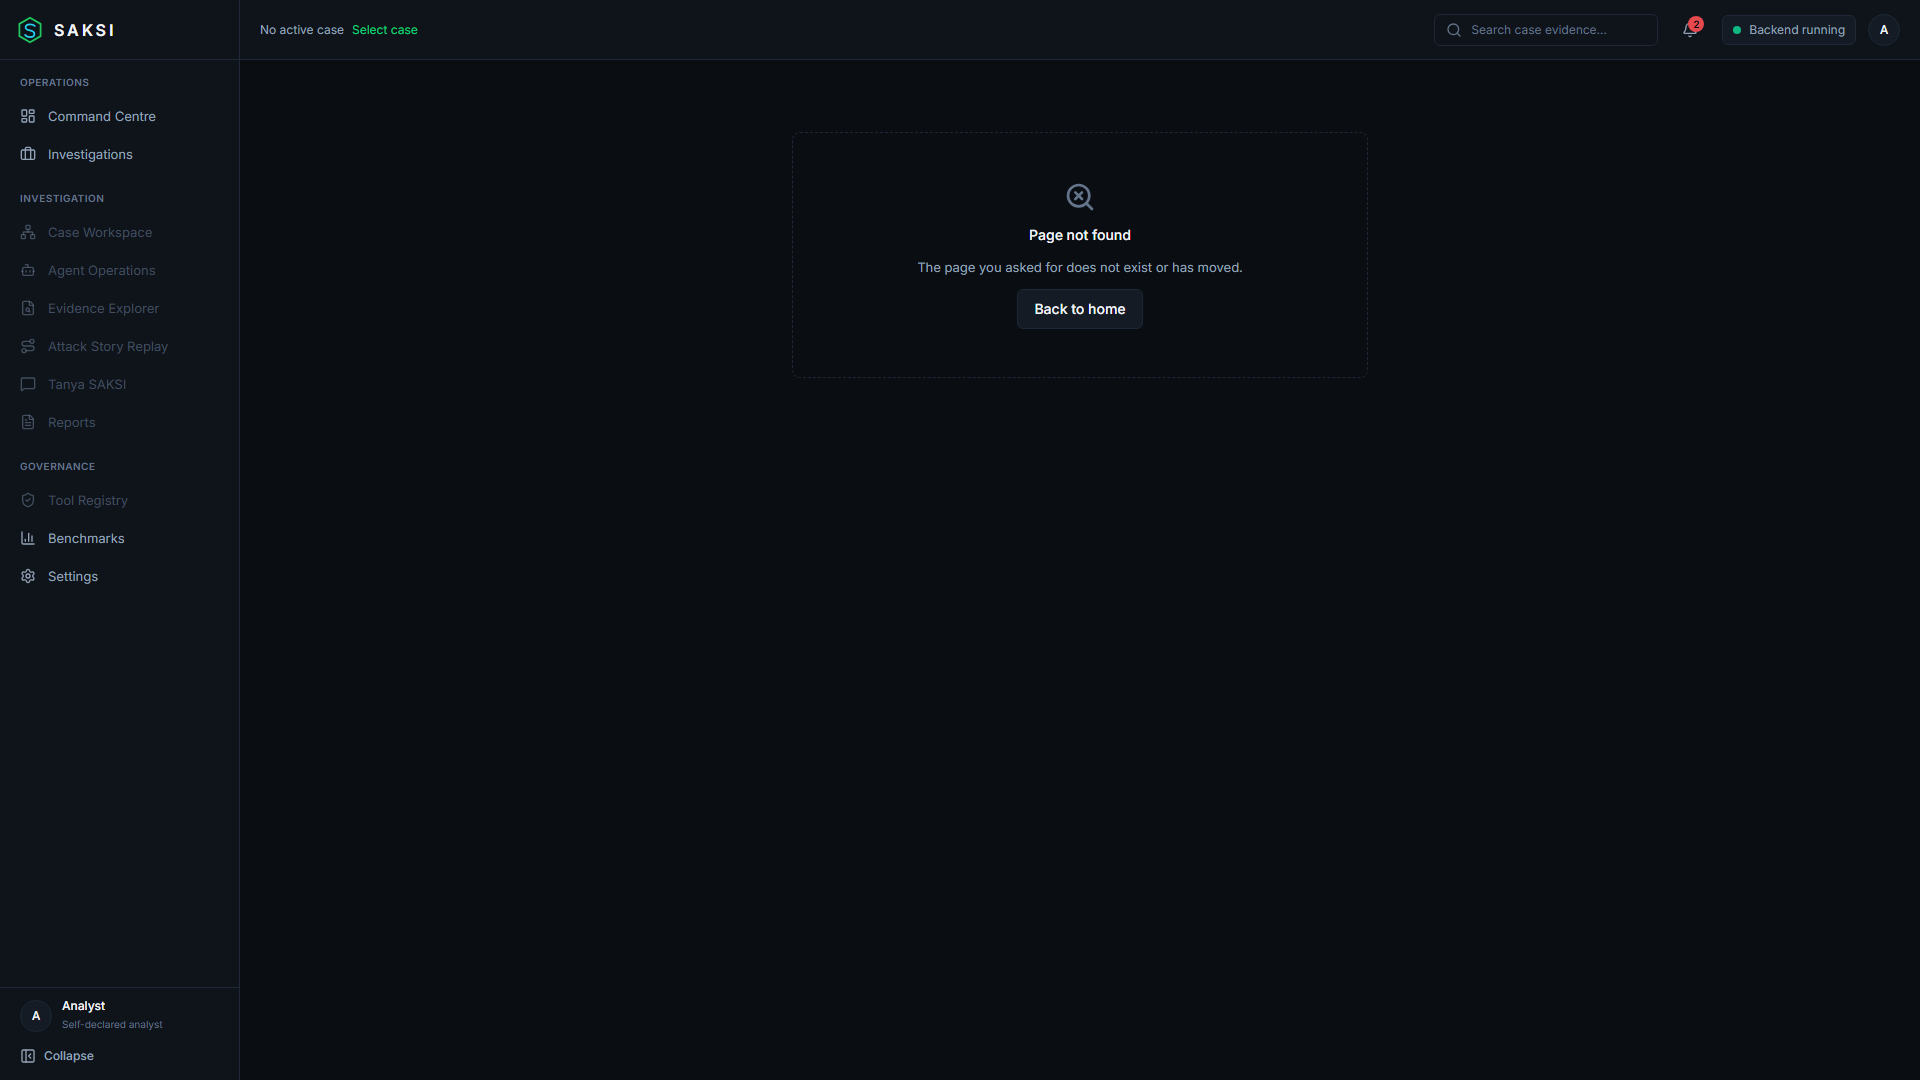 SAKSI
No active case Select case
Search case evidence...
2
Backend running
A
OPERATIONS
Command Centre
Investigations
INVESTIGATION
Case Workspace
Agent Operations
Evidence Explorer
Attack Story Replay
Tanya SAKSI
Reports
GOVERNANCE
Tool Registry
Benchmarks
Settings
Page not found
The page you asked for does not exist or has moved.
Back to home
A
Analyst
Self-declared analyst
Collapse